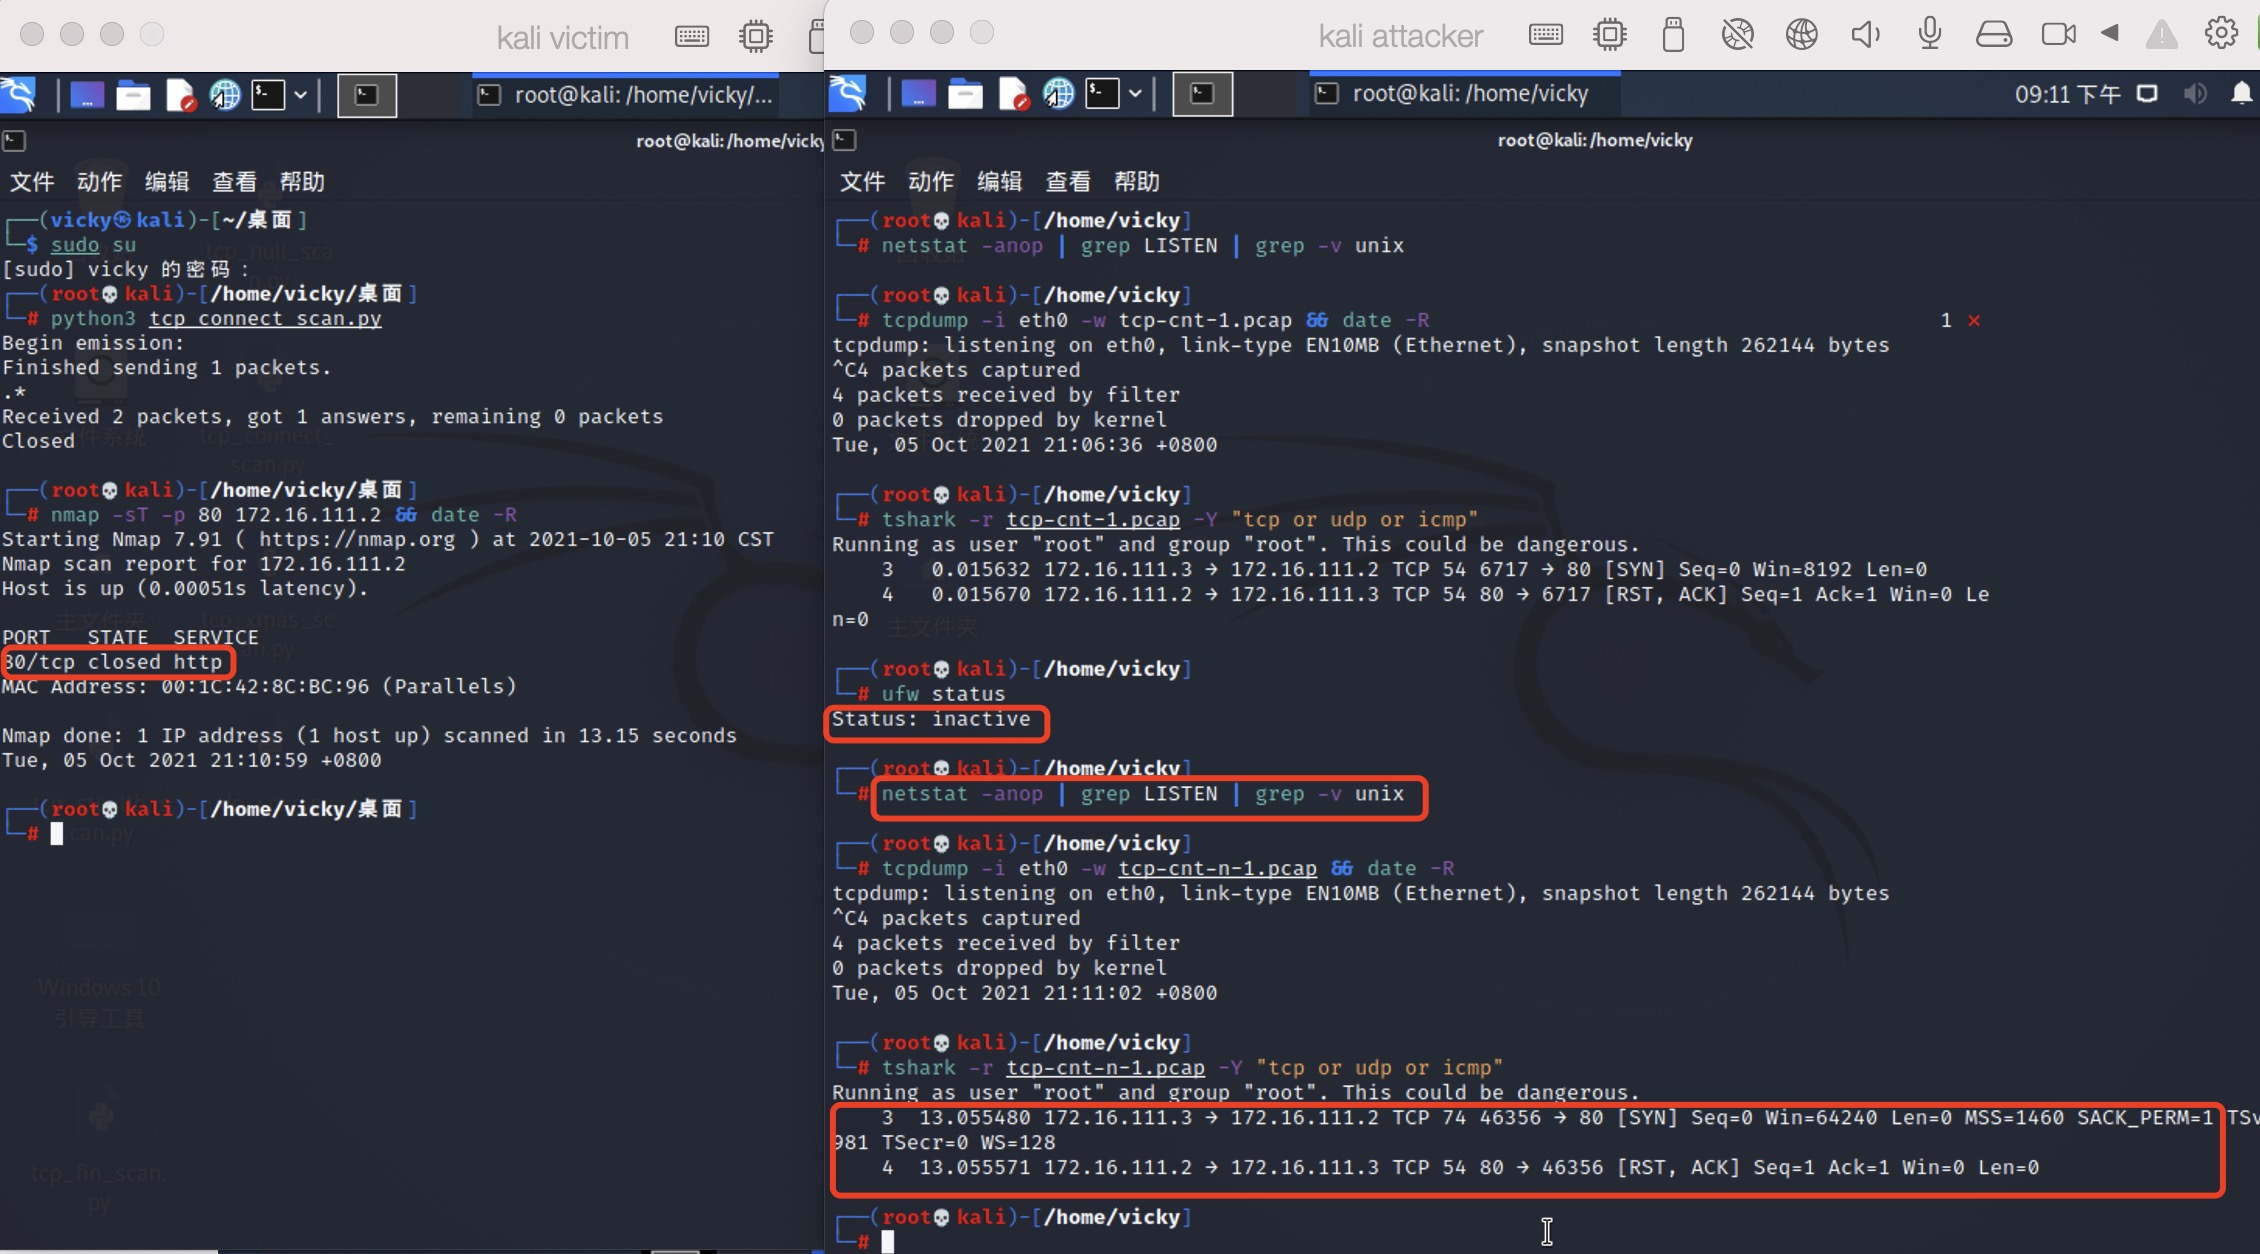 kali victim
root@kali: /home/vicky/...
root@kali:/home/vicky
文件 动作 编辑 查看 帮助
┌──(vicky㉿kali)-[~/桌面]
└─$ sudo su
[sudo] vicky 的密码：
┌──(root💀kali)-[/home/vicky/桌面]
└─# python3 tcp_connect_scan.py
Begin emission:
Finished sending 1 packets.
.*
Received 2 packets, got 1 answers, remaining 0 packets
Closed
┌──(root💀kali)-[/home/vicky/桌面]
└─# nmap -sT -p 80 172.16.111.2 && date -R
Starting Nmap 7.91 ( https://nmap.org ) at 2021-10-05 21:10 CST
Nmap scan report for 172.16.111.2
Host is up (0.00051s latency).
PORT   STATE  SERVICE
80/tcp closed http
MAC Address: 00:1C:42:8C:BC:96 (Parallels)
Nmap done: 1 IP address (1 host up) scanned in 13.15 seconds
Tue, 05 Oct 2021 21:10:59 +0800
┌──(root💀kali)-[/home/vicky/桌面]
└─#
Windows 10
引导工具
tcp_fin_scan.
py
kali attacker
root@kali: /home/vicky
09:11 下午
root@kali:/home/vicky
文件 动作 编辑 查看 帮助
┌──(root💀kali)-[/home/vicky]
└─# netstat -anop | grep LISTEN | grep -v unix
┌──(root💀kali)-[/home/vicky]
└─# tcpdump -i eth0 -w tcp-cnt-1.pcap && date -R 1 ⨯
tcpdump: listening on eth0, link-type EN10MB (Ethernet), snapshot length 262144 bytes
^C4 packets captured
4 packets received by filter
0 packets dropped by kernel
Tue, 05 Oct 2021 21:06:36 +0800
┌──(root💀kali)-[/home/vicky]
└─# tshark -r tcp-cnt-1.pcap -Y "tcp or udp or icmp"
Running as user "root" and group "root". This could be dangerous.
3 0.015632 172.16.111.3 → 172.16.111.2 TCP 54 6717 → 80 [SYN] Seq=0 Win=8192 Len=0
4 0.015670 172.16.111.2 → 172.16.111.3 TCP 54 80 → 6717 [RST, ACK] Seq=1 Ack=1 Win=0 Le
n=0
┌──(root💀kali)-[/home/vicky]
└─# ufw status
Status: inactive
┌──(root💀kali)-[/home/vicky]
└─# netstat -anop | grep LISTEN | grep -v unix
┌──(root💀kali)-[/home/vicky]
└─# tcpdump -i eth0 -w tcp-cnt-n-1.pcap && date -R
tcpdump: listening on eth0, link-type EN10MB (Ethernet), snapshot length 262144 bytes
^C4 packets captured
4 packets received by filter
0 packets dropped by kernel
Tue, 05 Oct 2021 21:11:02 +0800
┌──(root💀kali)-[/home/vicky]
└─# tshark -r tcp-cnt-n-1.pcap -Y "tcp or udp or icmp"
Running as user "root" and group "root". This could be dangerous.
3 13.055480 172.16.111.3 → 172.16.111.2 TCP 74 46356 → 80 [SYN] Seq=0 Win=64240 Len=0 MSS=1460 SACK_PERM=1 TSv
981 TSecr=0 WS=128
4 13.055571 172.16.111.2 → 172.16.111.3 TCP 54 80 → 46356 [RST, ACK] Seq=1 Ack=1 Win=0 Len=0
┌──(root💀kali)-[/home/vicky]
└─#